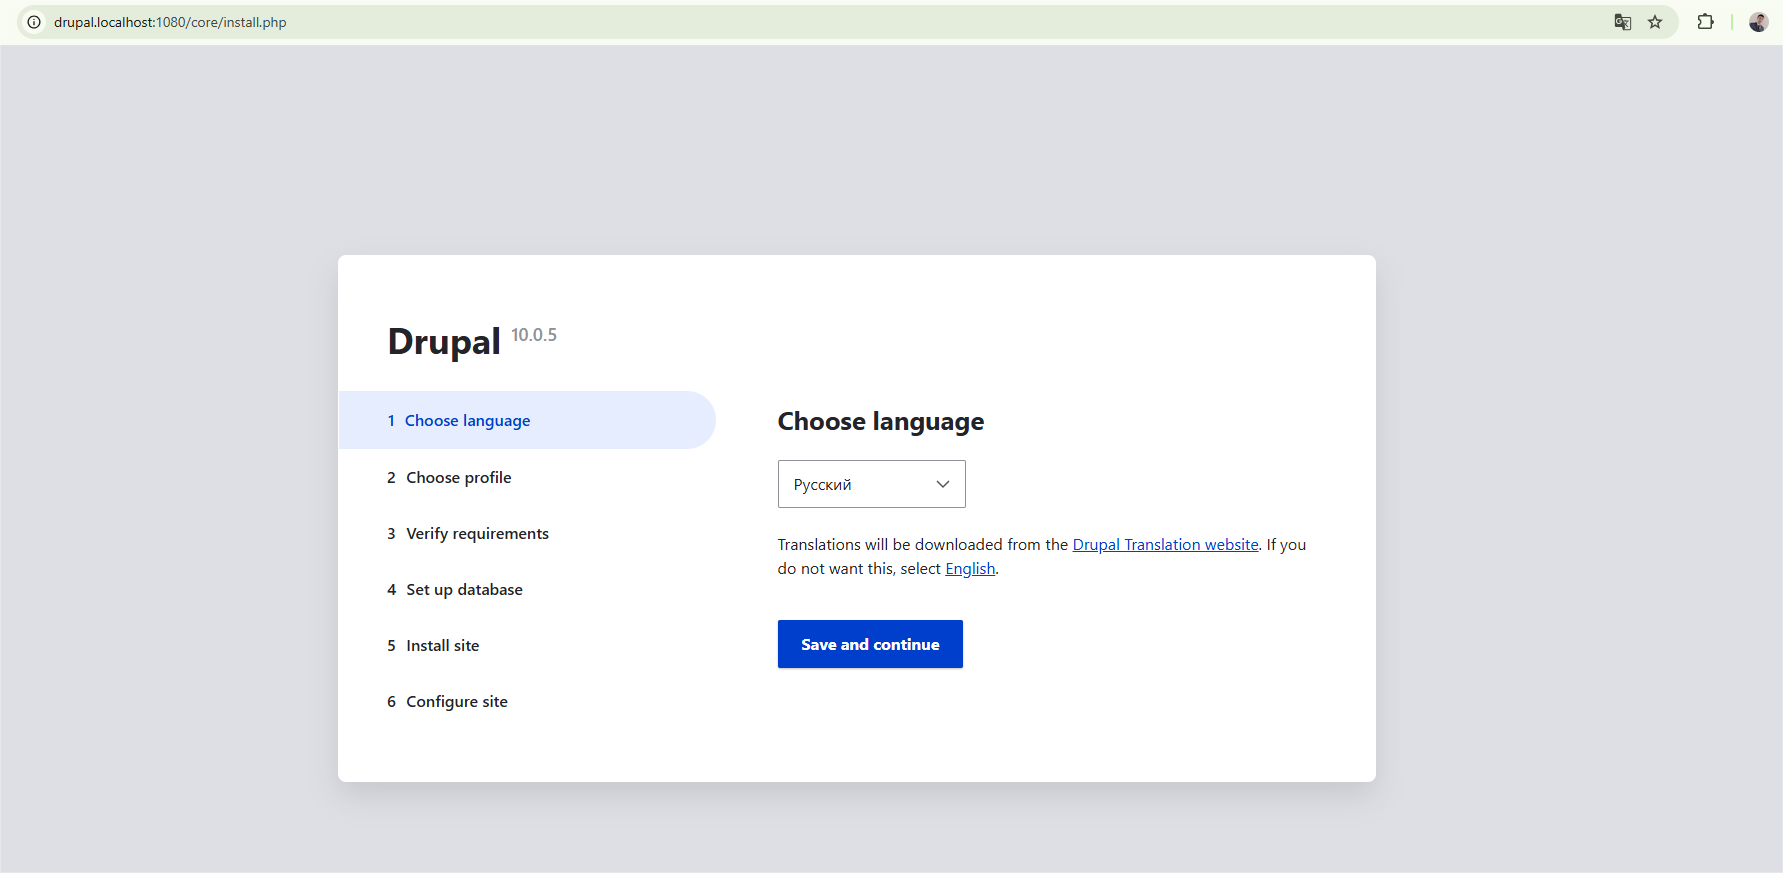 drupal.localhost:1080/core/install.php
Drupal 10.0.5
1 Choose language
2 Choose profile
3 Verify requirements
4 Set up database
5 Install site
6 Configure site
Choose language
Русский
Translations will be downloaded from the Drupal Translation website. If you
do not want this, select English.
Save and continue